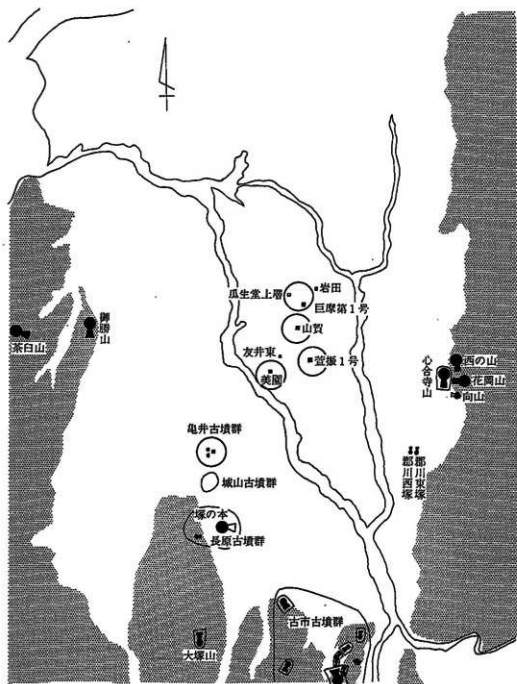 瓜生堂上層
岩田
巨摩第1号
山賀
友井東
萱振1号
美園
御勝山
茶臼山
心合寺山
西の山
花岡山
向山
郡川東塚
郡川西塚
亀井古墳群
城山古墳群
塚の本
長原古墳群
古市古墳群
大塚山